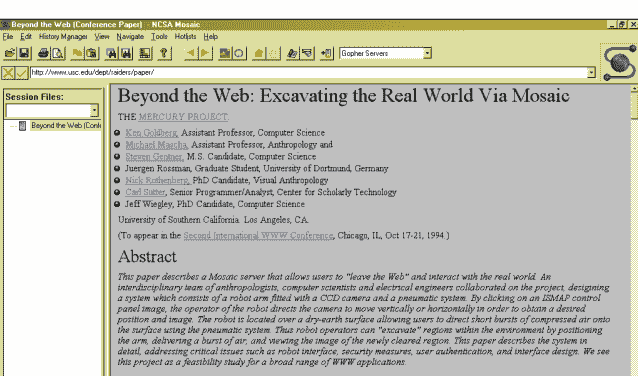 Beyond the Web (Conference Paper) - NCSA Mosaic
File Edit History Manager View Navigate Tools Hotlists Help
Gopher Servers
http://www.usc.edu/dept/raiders/paper/
Session Files:
Beyond the Web (Conf
Beyond the Web: Excavating the Real World Via Mosaic
THE MERCURY PROJECT
Ken Goldberg, Assistant Professor, Computer Science
Michael Mascha, Assistant Professor, Anthropology and
Steven Gentner, M.S. Candidate, Computer Science
Juergen Rossman, Graduate Student, University of Dortmund, Germany
Nick Rothenberg, PhD Candidate, Visual Anthropology
Carl Sutter, Senior Programmer/Analyst, Center for Scholarly Technology
Jeff Wiegley, PhD Candidate, Computer Science
University of Southern California. Los Angeles, CA.
(To appear in the Second International WWW Conference, Chicago, IL, Oct 17-21, 1994.)
Abstract
This paper describes a Mosaic server that allows users to "leave the Web" and interact with the real world. An
interdisciplinary team of anthropologists, computer scientists and electrical engineers collaborated on the project, designing
a system which consists of a robot arm fitted with a CCD camera and a pneumatic system. By clicking on an ISMAP control
panel image, the operator of the robot directs the camera to move vertically or horizontally in order to obtain a desired
position and image. The robot is located over a dry-earth surface allowing users to direct short bursts of compressed air onto
the surface using the pneumatic system. Thus robot operators can "excavate" regions within the environment by positioning
the arm, delivering a burst of air, and viewing the image of the newly cleared region. This paper describes the system in
detail, addressing critical issues such as robot interface, security measures, user authentication, and interface design. We see
this project as a feasibility study for a broad range of WWW applications.